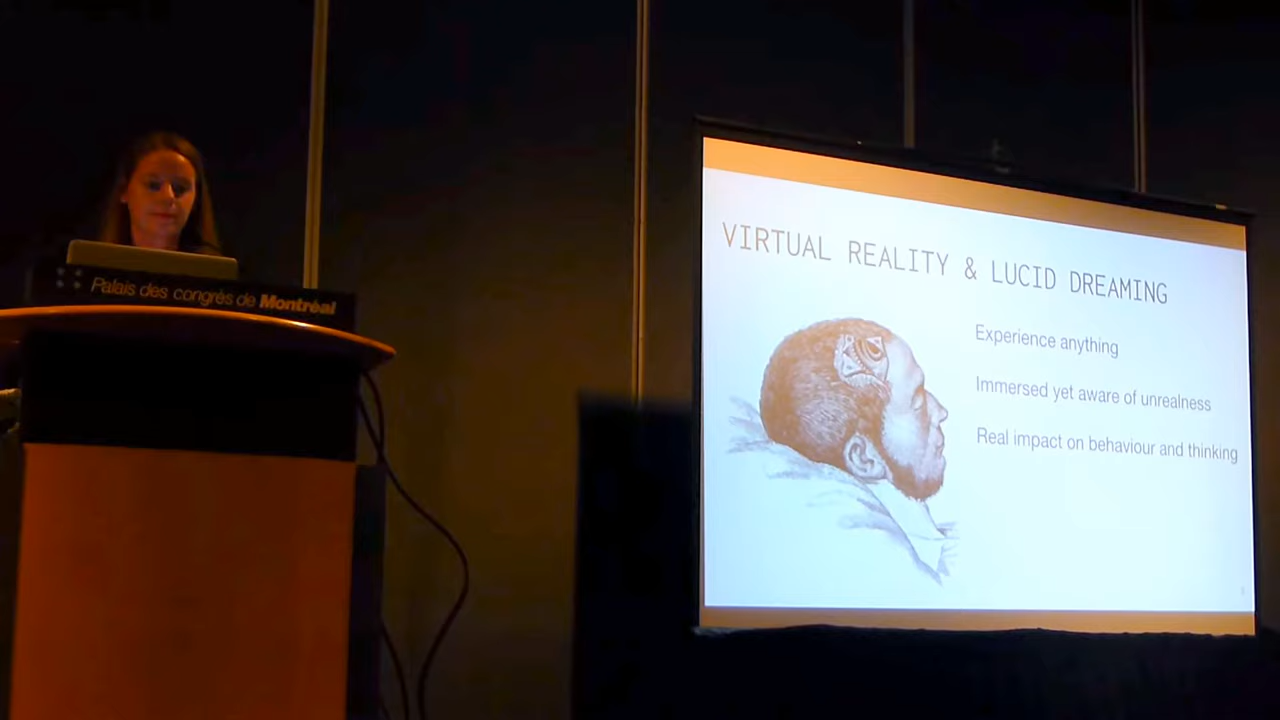 Palais des congrès de Montréal
VIRTUAL REALITY & LUCID DREAMING
Experience anything
Immersed yet aware of unrealness
Real impact on behaviour and thinking